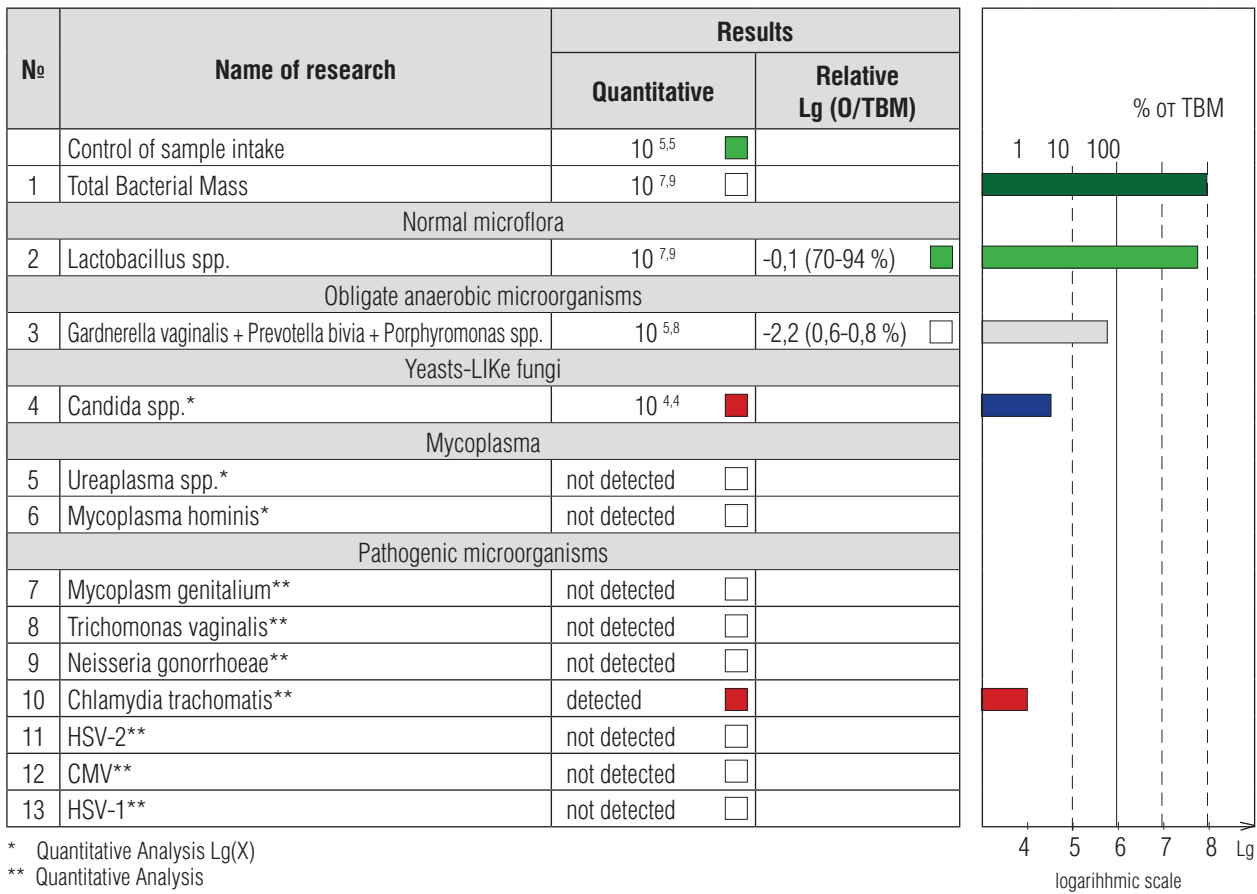 № Name of research Results
Quantitative Relative
Lg (O/TBM)
Control of sample intake 10 5,5
1 Total Bacterial Mass 10 7,9
Normal microflora
2 Lactobacillus spp. 10 7,9 -0,1 (70-94 %)
Obligate anaerobic microorganisms
3 Gardnerella vaginalis + Prevotella bivia + Porphyromonas spp. 10 5,8 -2,2 (0,6-0,8 %)
Yeasts-LIKe fungi
4 Candida spp.* 10 4,4
Mycoplasma
5 Ureaplasma spp.* not detected
6 Mycoplasma hominis* not detected
Pathogenic microorganisms
7 Mycoplasm genitalium** not detected
8 Trichomonas vaginalis** not detected
9 Neisseria gonorrhoeae** not detected
10 Chlamydia trachomatis** detected
11 HSV-2** not detected
12 CMV** not detected
13 HSV-1** not detected
* Quantitative Analysis Lg(X)
** Quantitative Analysis
% от TBM
1 10 100
4 5 6 7 8 Lg
logarihhmic scale